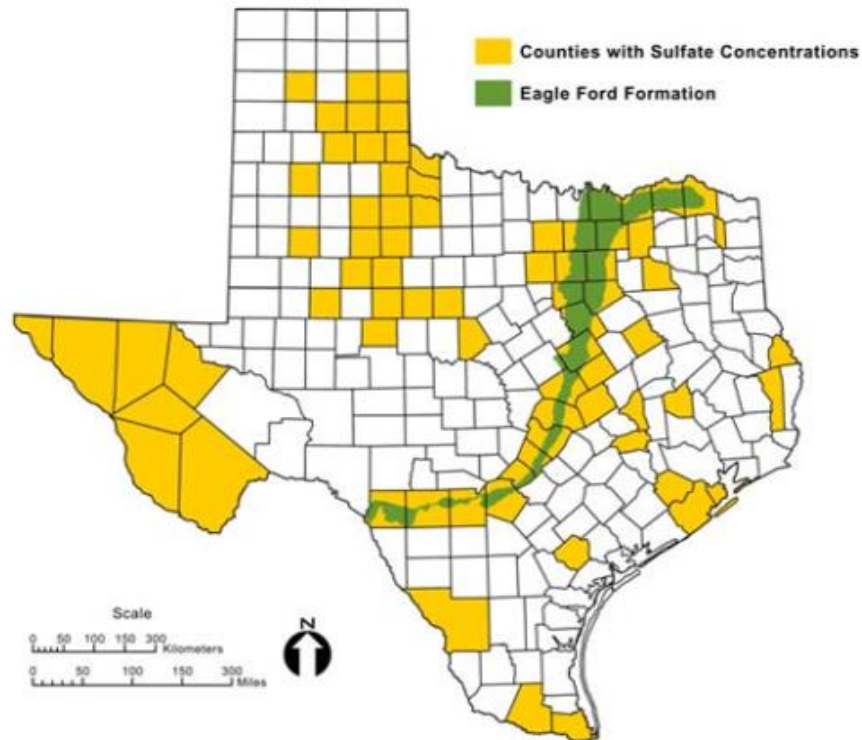 Counties with Sulfate Concentrations
Eagle Ford Formation
Scale
0 50 100 150 300
Kilometers
0 50 100 150 300
Miles
N